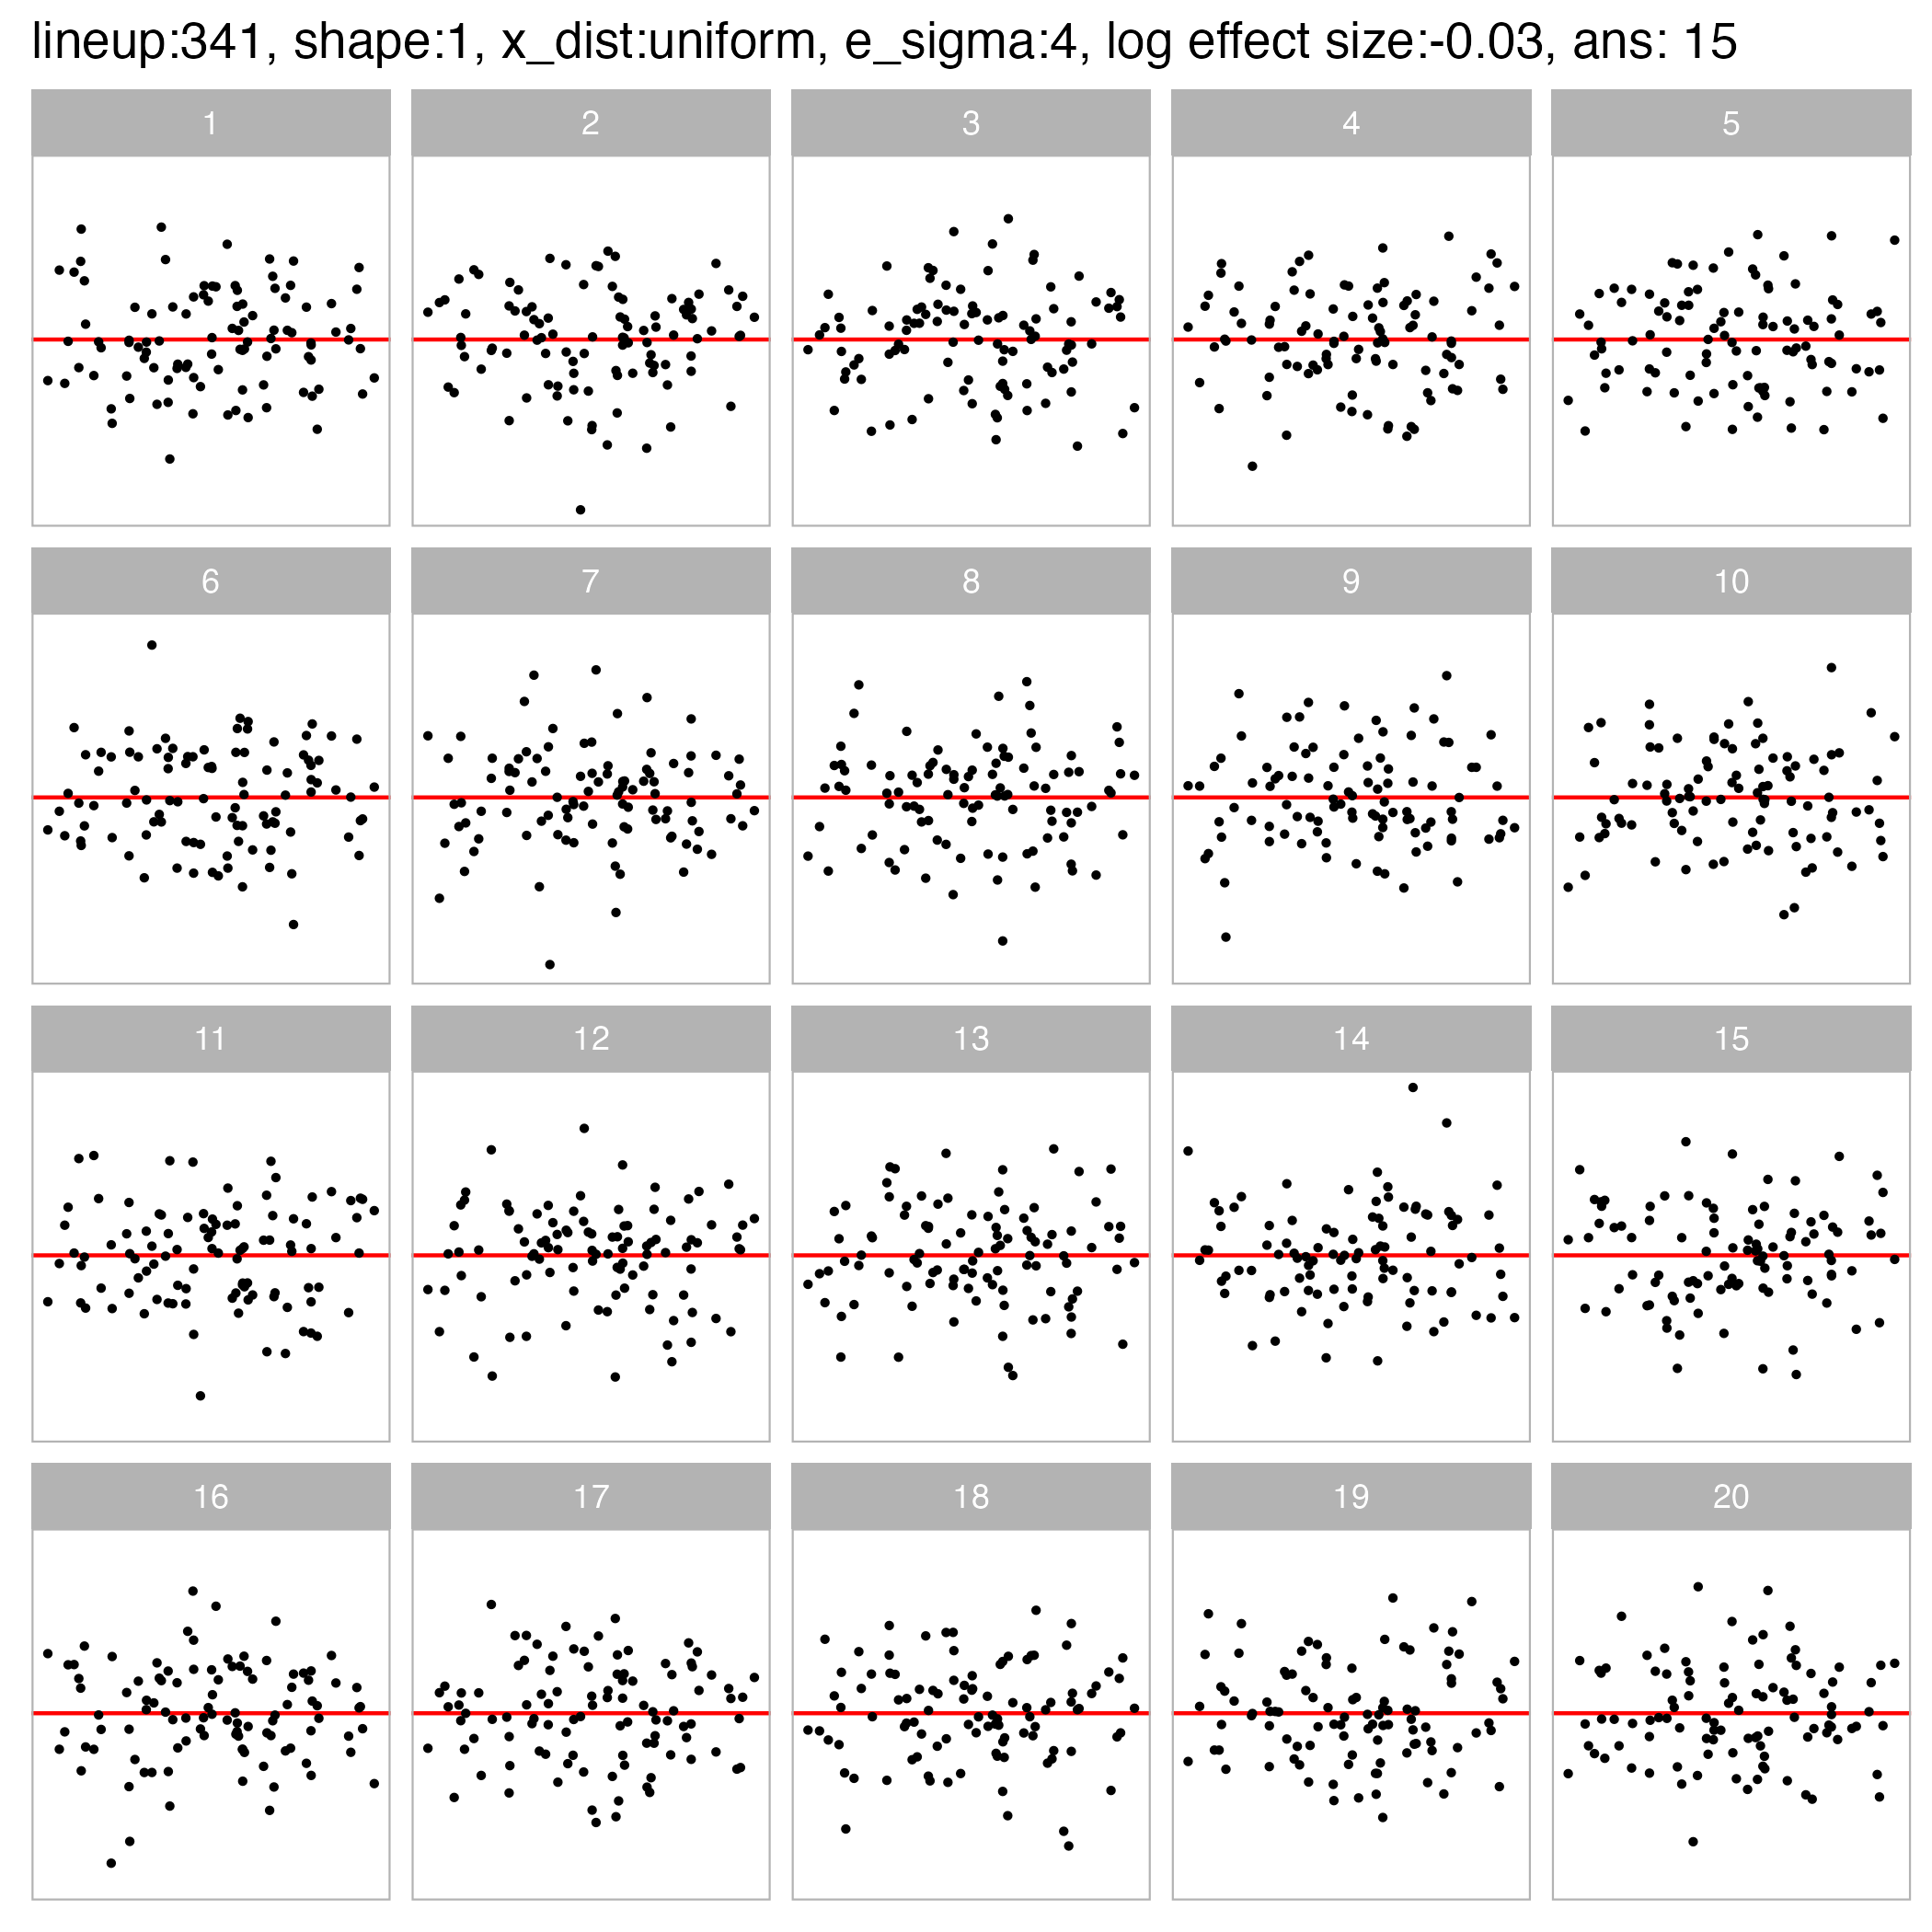 lineup:341, shape:1, x_dist:uniform, e_sigma:4, log effect size:-0.03, ans: 15
1 2 3 4 5
6 7 8 9 10
11 12 13 14 15
16 17 18 19 20